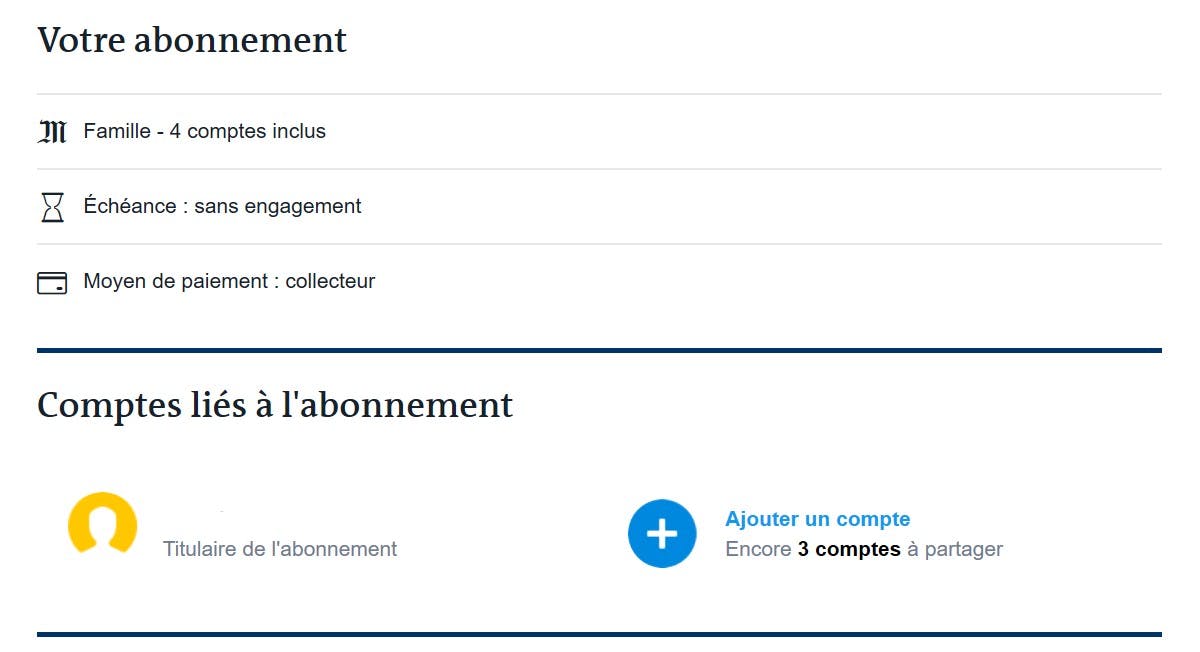 Votre abonnement
M Famille - 4 comptes inclus
Échéance : sans engagement
Moyen de paiement : collecteur
Comptes liés à l'abonnement
Titulaire de l'abonnement
Ajouter un compte
Encore 3 comptes à partager